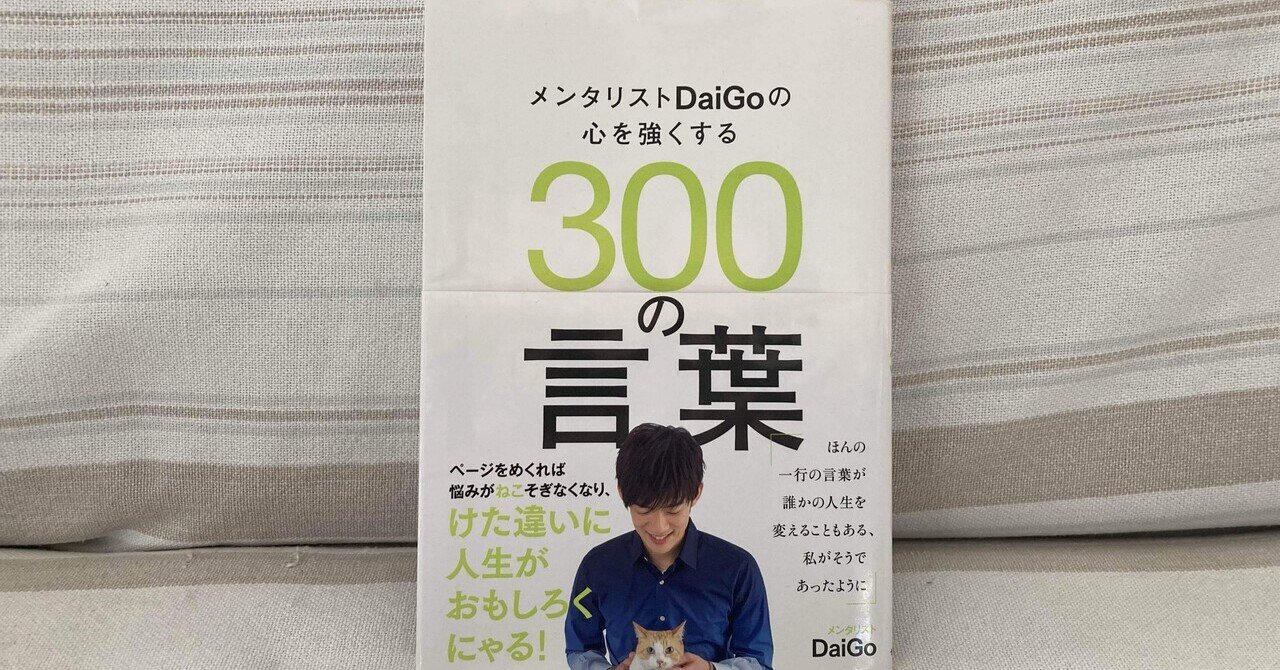 メンタリストDaiGoの
心を強くする
300
の
言葉
ページをめくれば
悩みがねこそぎなくなり、
けた違いに
人生が
おもしろく
にゃる!
「ほんの
一行の言葉が
誰かの人生を
変えることもある、
私がそうで
あったように」
メンタリスト
DaiGo